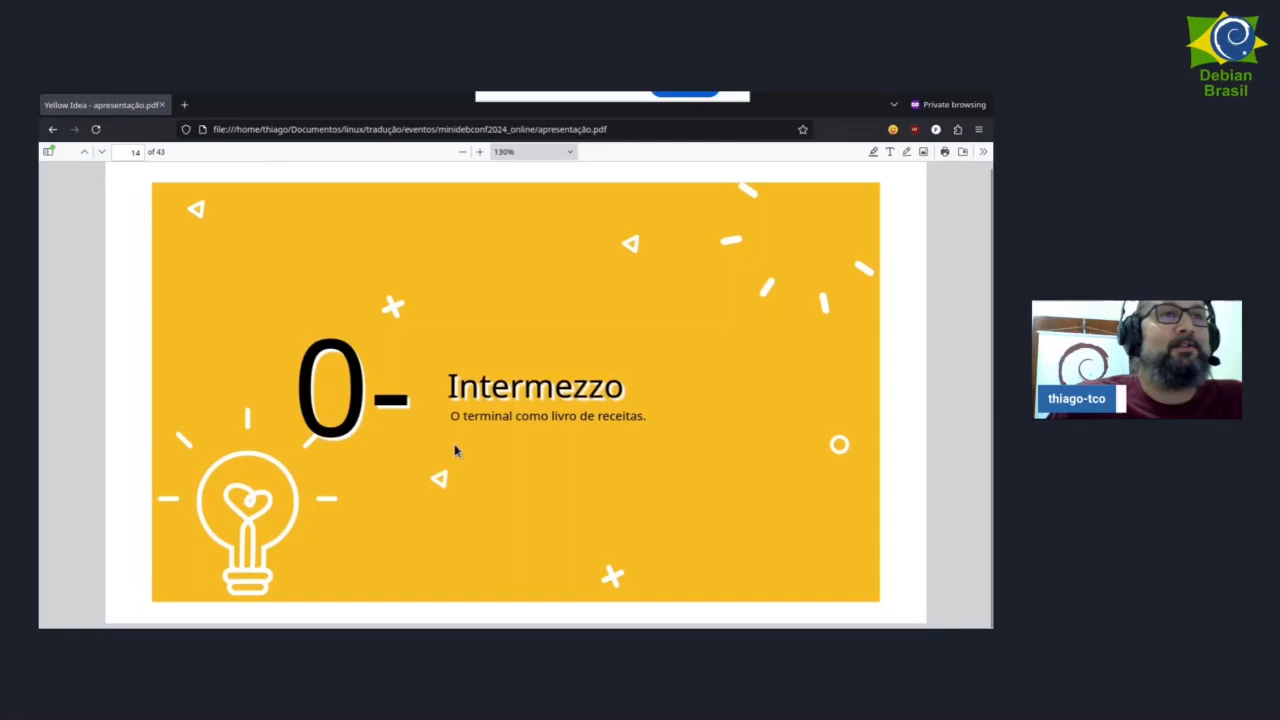 Debian
Brasil
Yellow Idea - apresentação.pdf
Private browsing
file:///home/thiago/Documentos/linux/tradução/eventos/minidebconf2024_online/apresentação.pdf
14 of 43
130%
0-
Intermezzo
O terminal como livro de receitas.
thiago-tco